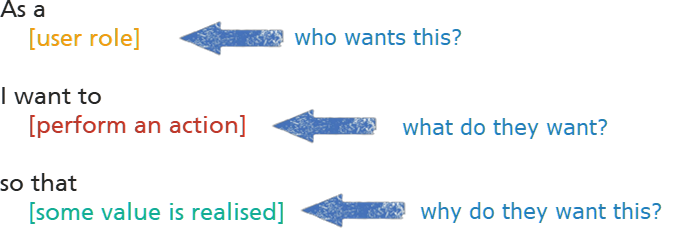 As a
[user role] who wants this?
I want to
[perform an action] what do they want?
so that
[some value is realised] why do they want this?